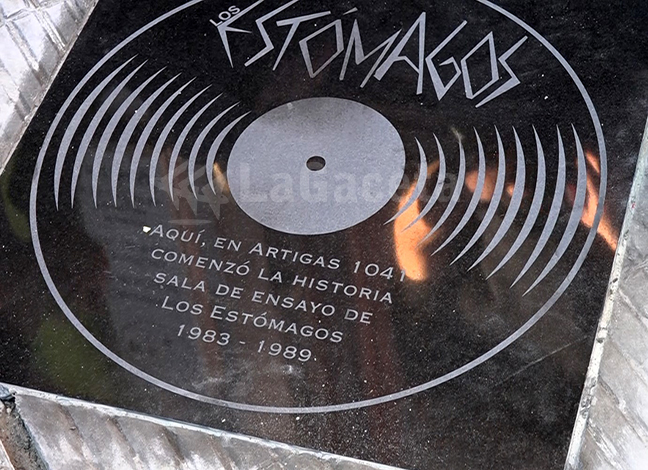 LOS
ESTÓMAGOS
LaGaceta
AQUÍ, EN ARTIGAS 1041
COMENZÓ LA HISTORIA
SALA DE ENSAYO DE
LOS ESTÓMAGOS
1983 - 1989.